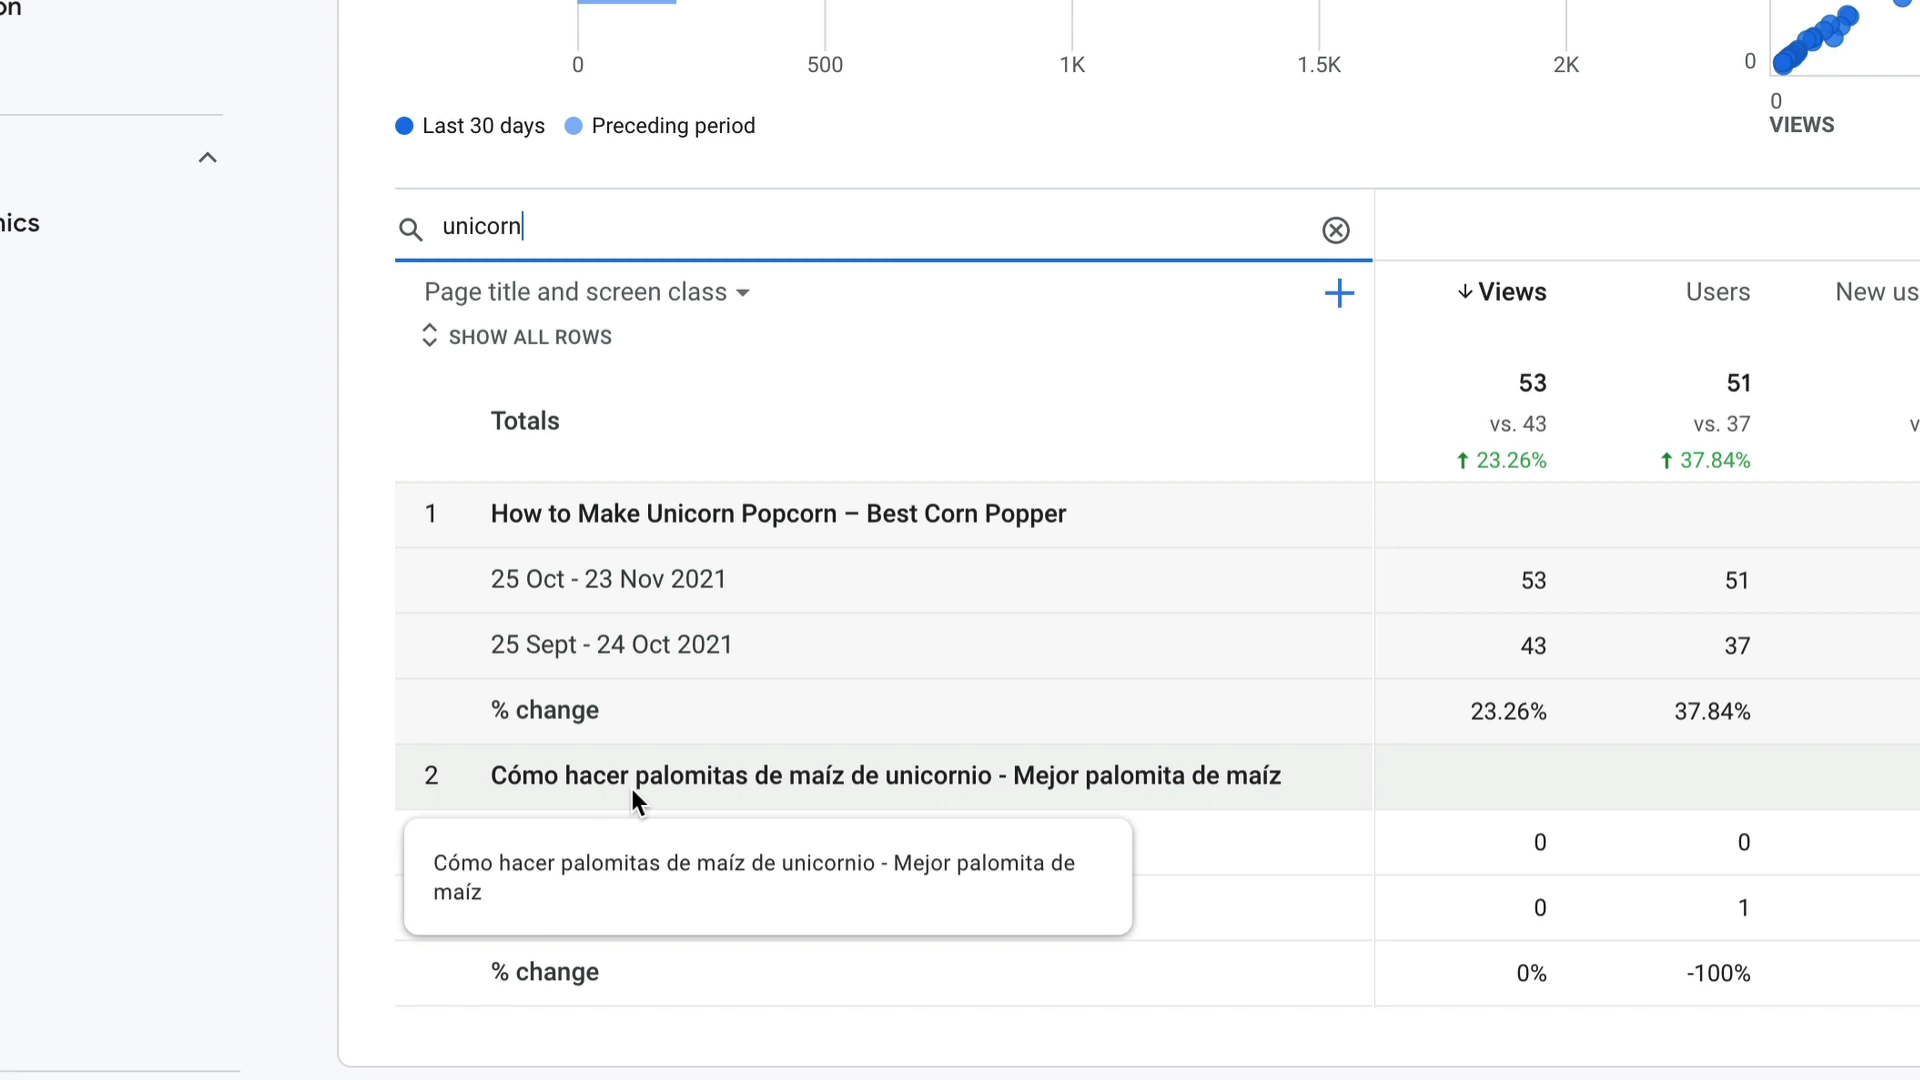 on
0 500 1K 1.5K 2K
0
0
VIEWS
Last 30 days Preceding period
nics
unicorn
Page title and screen class
Views Users New us
SHOW ALL ROWS
Totals
53 51
vs. 43 vs. 37 v
23.26% 37.84%
1 How to Make Unicorn Popcorn – Best Corn Popper
25 Oct - 23 Nov 2021 53 51
25 Sept - 24 Oct 2021 43 37
% change 23.26% 37.84%
2 Cómo hacer palomitas de maíz de unicornio - Mejor palomita de maíz
0 0
Cómo hacer palomitas de maíz de unicornio - Mejor palomita de
maíz
0 1
% change 0% -100%